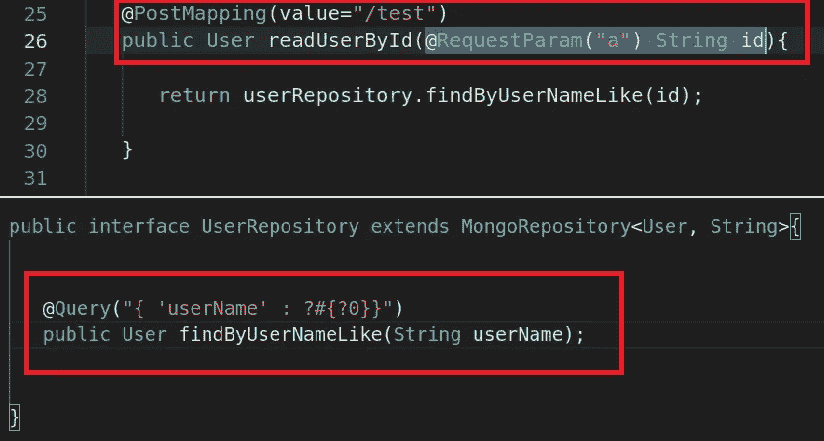 25 @PostMapping(value="/test")
26 public User readUserById(@RequestParam("a") String id){
27
28 return userRepository.findByUserNameLike(id);
29
30 }
31
public interface UserRepository extends MongoRepository<User, String>{
@Query("{ 'userName' : ?#{?0}}")
public User findByUserNameLike(String userName);
}